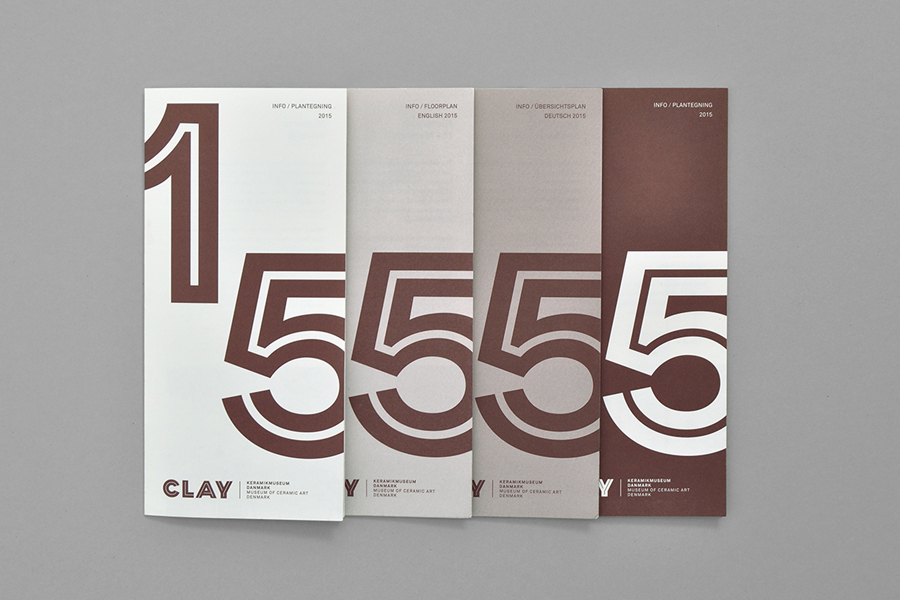 INFO / PLANTEGNING
2015
1
5
CLAY
KERAMIKMUSEUM
DANMARK
MUSEUM OF CERAMIC ART
DENMARK
INFO / FLOORPLAN
ENGLISH 2015
5
Y
KERAMIKMUSEUM
DANMARK
MUSEUM OF CERAMIC ART
DENMARK
INFO / ÜBERSICHTSPLAN
DEUTSCH 2015
5
Y
KERAMIKMUSEUM
DANMARK
MUSEUM OF CERAMIC ART
DENMARK
INFO / PLANTEGNING
2015
5
Y
KERAMIKMUSEUM
DANMARK
MUSEUM OF CERAMIC ART
DENMARK